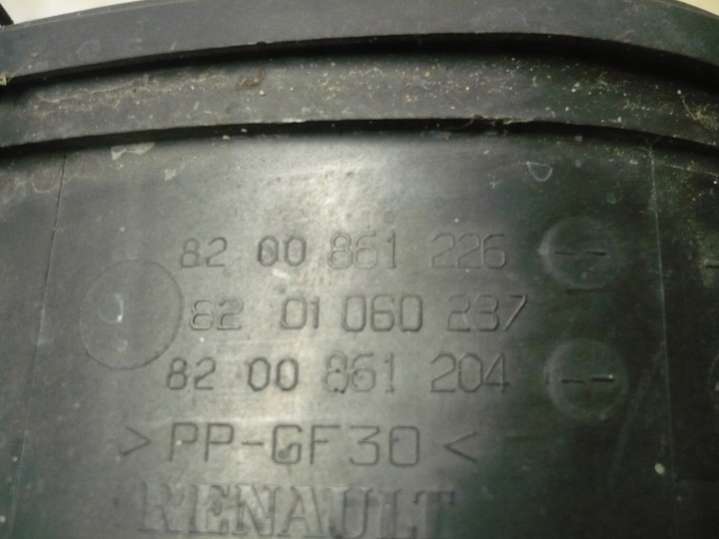 82 00 861 226 --
82 01 060 237
82 00 861 204 --
> PP-GF30 <
RENAULT